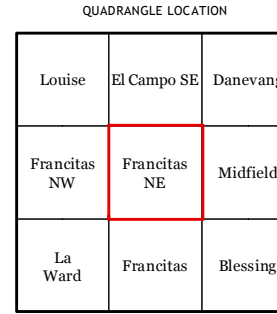 QUADRANGLE LOCATION
Louise El Campo SE Danevang
Francitas NW Francitas NE Midfield
La Ward Francitas Blessing